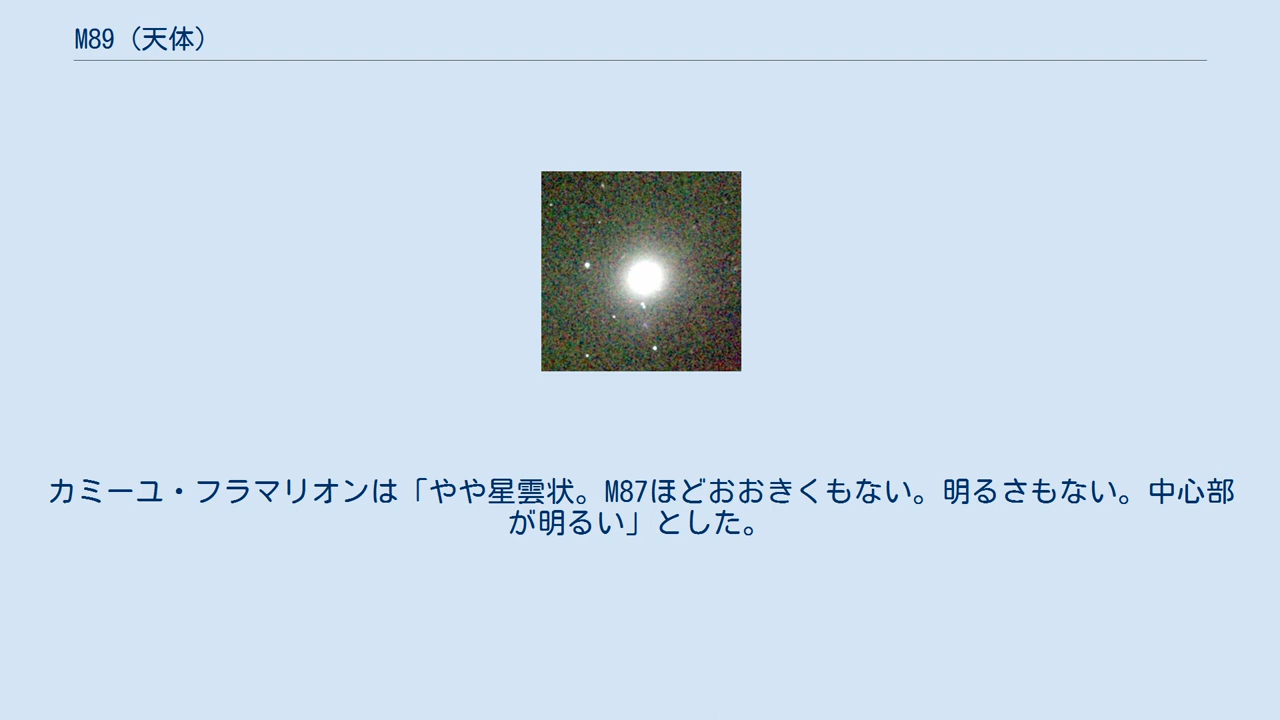 M89（天体）
カミーユ・フラマリオンは「やや星雲状。M87ほどおおきくもない。明るさもない。中心部
が明るい」とした。